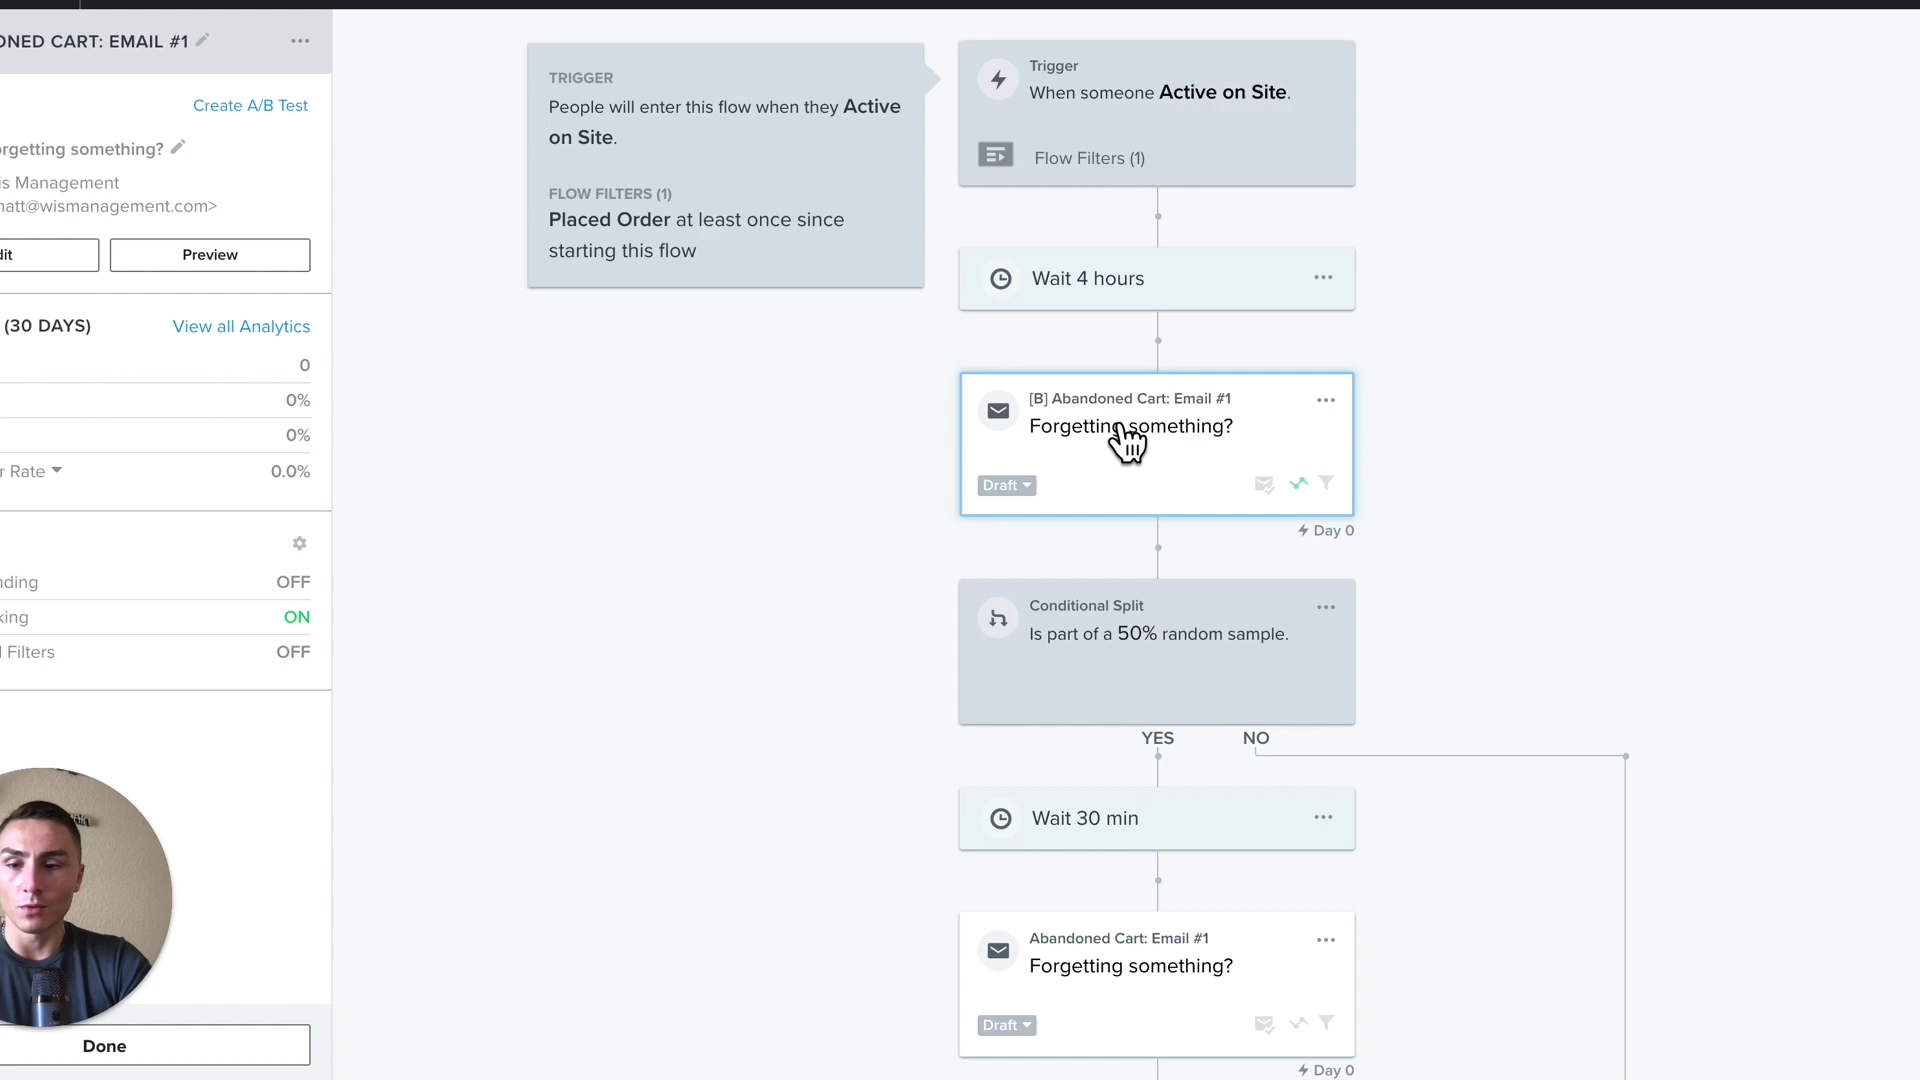 ONED CART: EMAIL #1
Create A/B Test
orgetting something?
is Management
natt@wismanagement.com>
dit
Preview
(30 DAYS)
View all Analytics
0
0%
0%
r Rate
0.0%
nding
OFF
king
ON
l Filters
OFF
Done
TRIGGER
People will enter this flow when they Active
on Site.
FLOW FILTERS (1)
Placed Order at least once since
starting this flow
Trigger
When someone Active on Site.
Flow Filters (1)
Wait 4 hours
[B] Abandoned Cart: Email #1
Forgetting something?
Draft
Day 0
Conditional Split
Is part of a 50% random sample.
YES
NO
Wait 30 min
Abandoned Cart: Email #1
Forgetting something?
Draft
Day 0